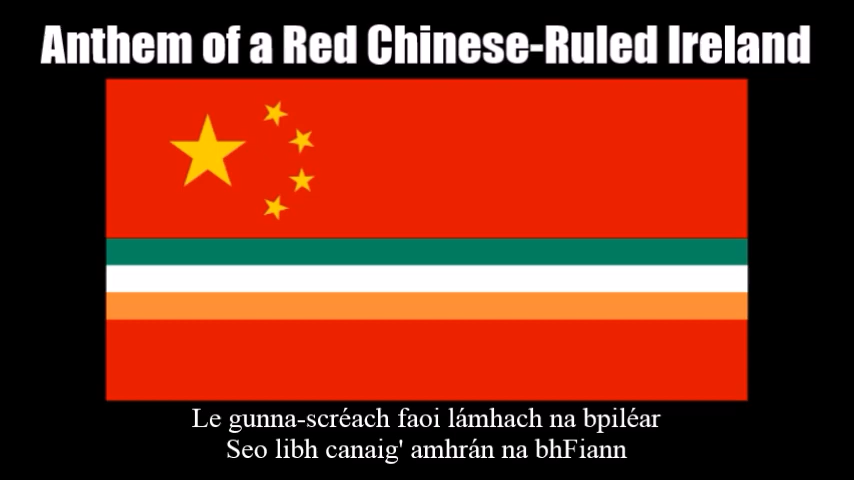 Anthem of a Red Chinese-Ruled Ireland
Le gunna-scréach faoi lámhach na bpiléar
Seo libh canaig' amhrán na bhFiann